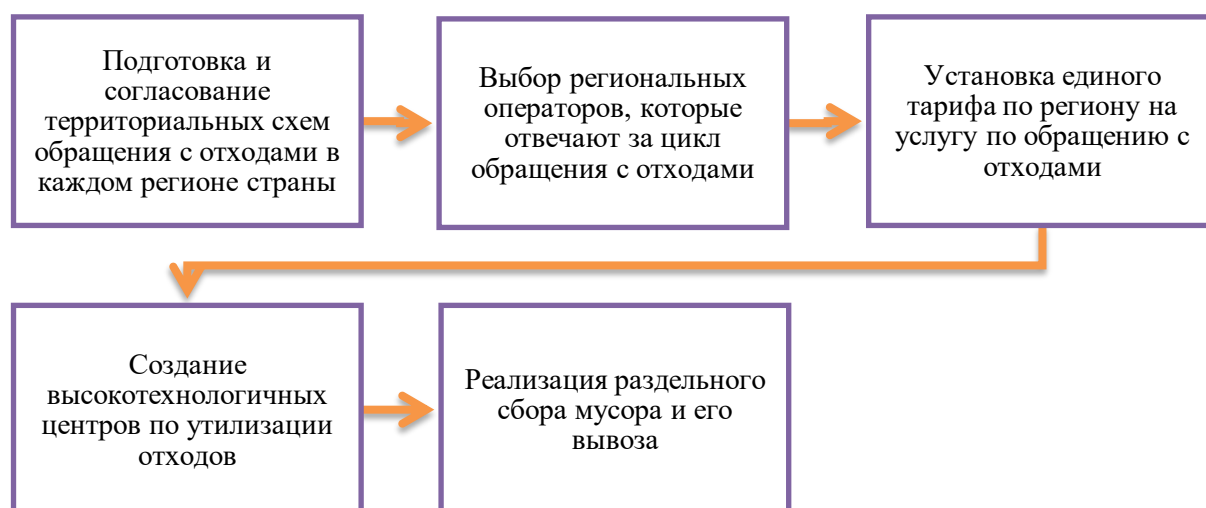 Подготовка и
согласование
территориальных схем
обращения с отходами в
каждом регионе страны
Выбор региональных
операторов, которые
отвечают за цикл
обращения с отходами
Установка единого
тарифа по региону на
услугу по обращению с
отходами
Создание
высокотехнологичных
центров по утилизации
отходов
Реализация раздельного
сбора мусора и его
вывоза